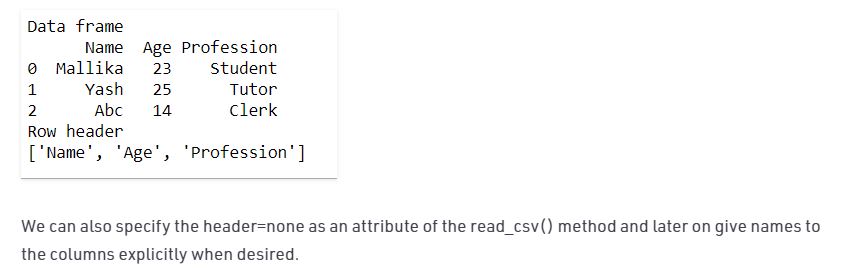 Data frame
Name Age Profession
0 Mallika 23 Student
1 Yash 25 Tutor
2 Abc 14 Clerk
Row header
['Name', 'Age', 'Profession']
We can also specify the header=none as an attribute of the read_csv() method and later on give names to
the columns explicitly when desired.